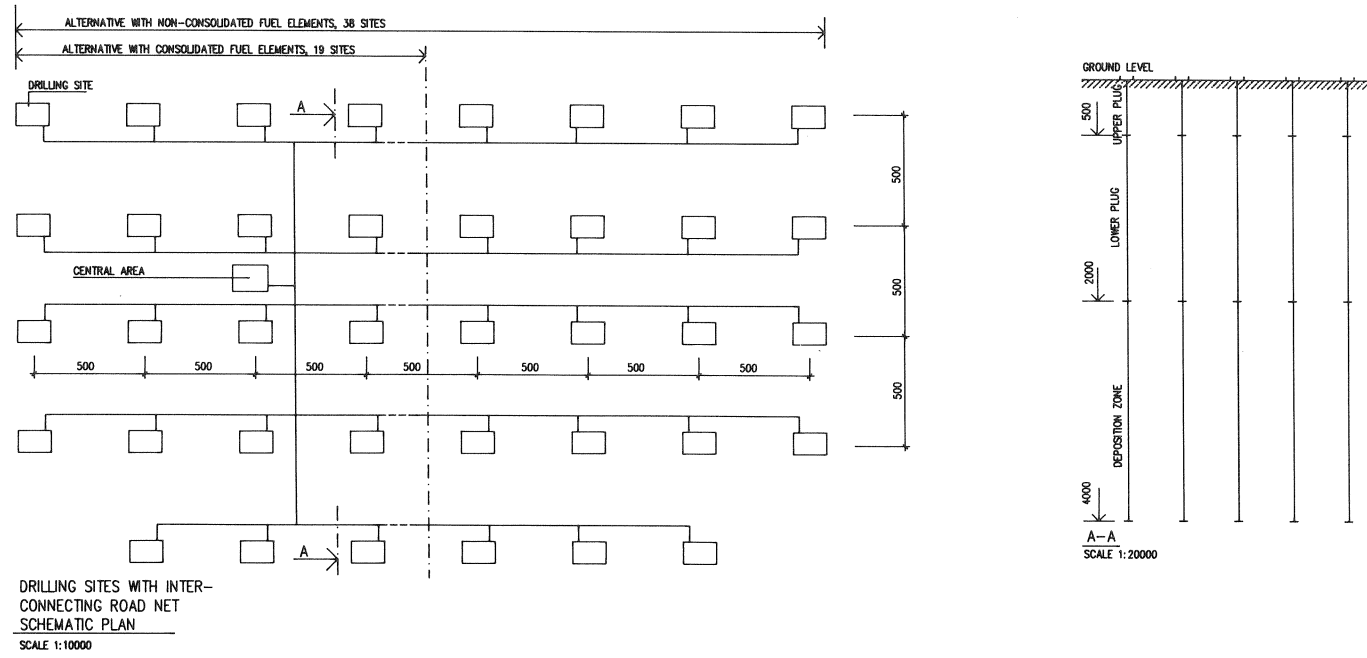 ALTERNATIVE WITH NON-CONSOLIDATED FUEL ELEMENTS, 38 SITES
ALTERNATIVE WITH CONSOLIDATED FUEL ELEMENTS, 19 SITES
DRILLING SITE
A
500
CENTRAL AREA
500
500 500 500 500 500 500 500
500
A
DRILLING SITES WITH INTER-
CONNECTING ROAD NET
SCHEMATIC PLAN
SCALE 1:10000
GROUND LEVEL
500
UPPER PLUG
LOWER PLUG
2000
DEPOSITION ZONE
4000
A-A
SCALE 1:20000